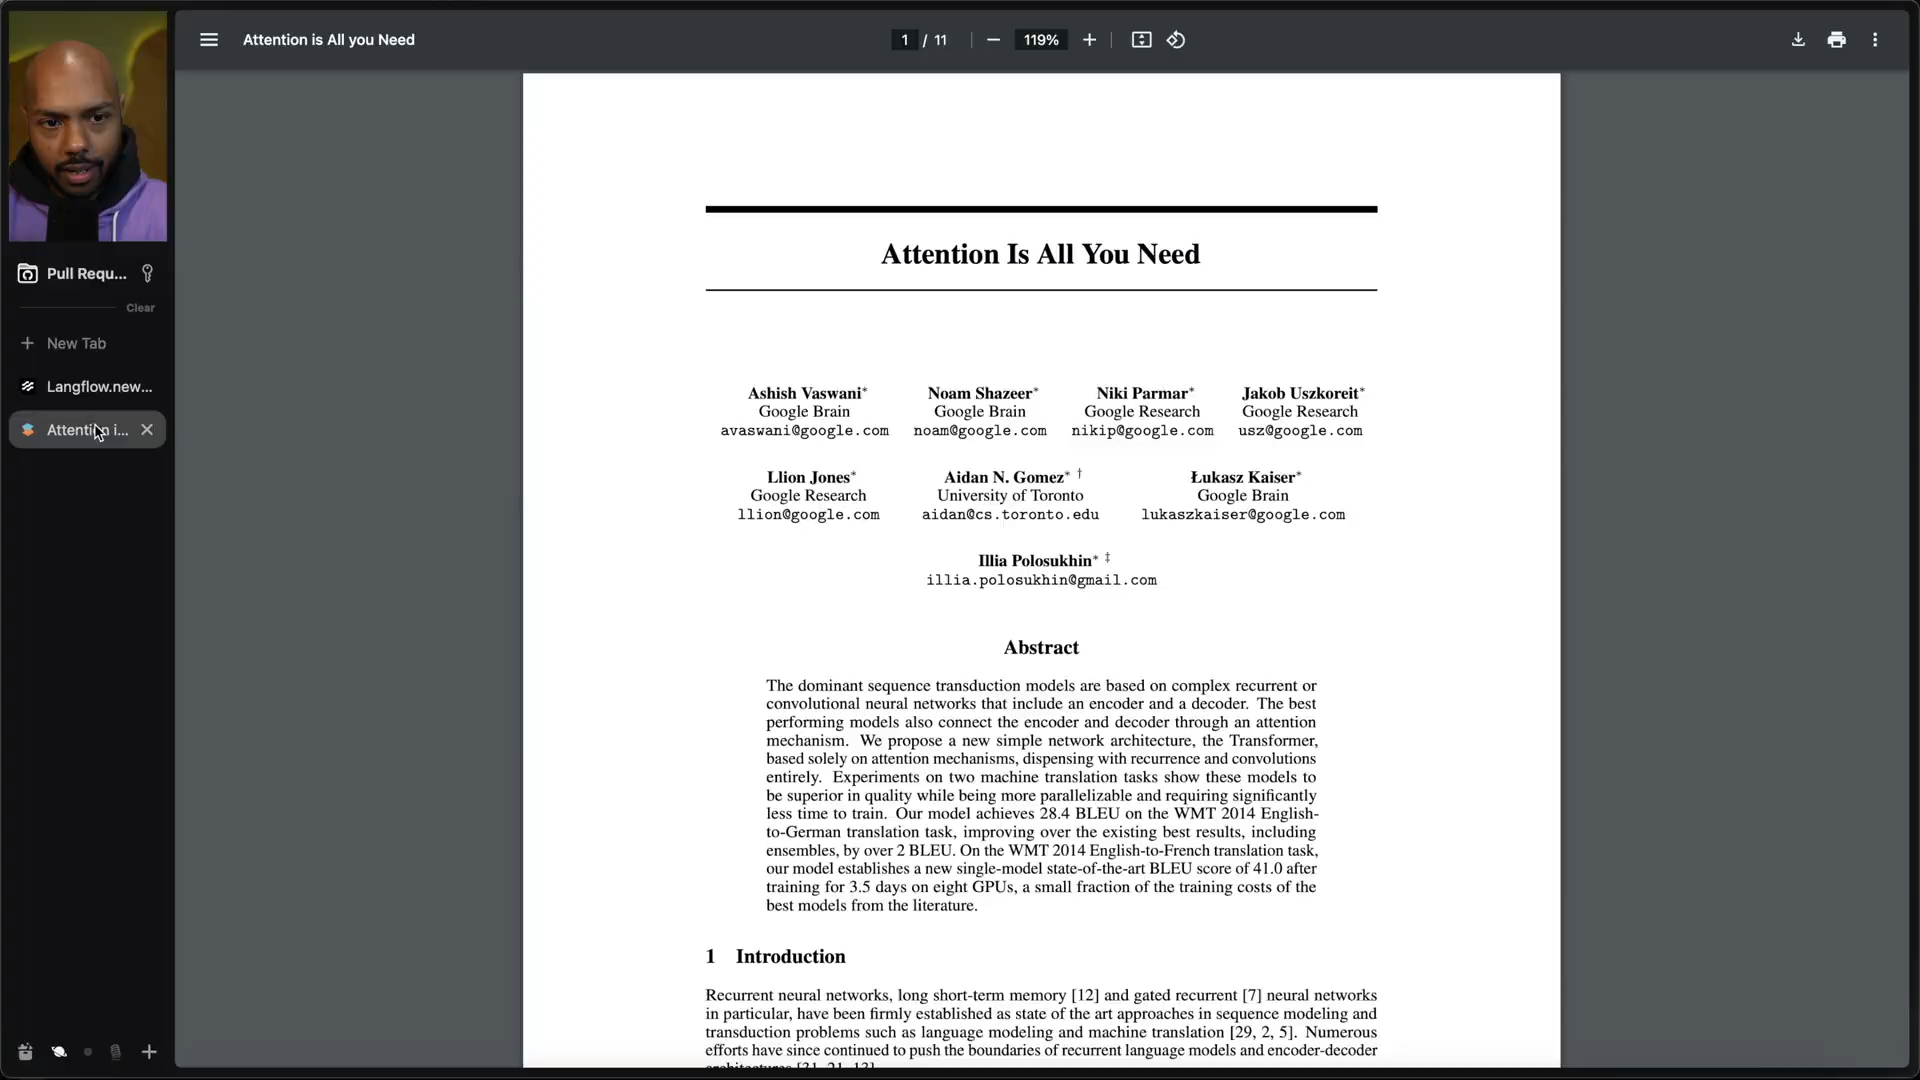 Attention is All you Need
1 / 11
119%
Pull Requ...
Clear
New Tab
Langflow.new...
Attention i...
Attention Is All You Need
Ashish Vaswani* Noam Shazeer* Niki Parmar* Jakob Uszkoreit*
Google Brain Google Brain Google Research Google Research
avaswani@google.com noam@google.com nikip@google.com usz@google.com
Llion Jones* Aidan N. Gomez* † Łukasz Kaiser*
Google Research University of Toronto Google Brain
llion@google.com aidan@cs.toronto.edu lukaszkaiser@google.com
Illia Polosukhin* ‡
illia.polosukhin@gmail.com
Abstract
The dominant sequence transduction models are based on complex recurrent or
convolutional neural networks that include an encoder and a decoder. The best
performing models also connect the encoder and decoder through an attention
mechanism. We propose a new simple network architecture, the Transformer,
based solely on attention mechanisms, dispensing with recurrence and convolutions
entirely. Experiments on two machine translation tasks show these models to
be superior in quality while being more parallelizable and requiring significantly
less time to train. Our model achieves 28.4 BLEU on the WMT 2014 English-
to-German translation task, improving over the existing best results, including
ensembles, by over 2 BLEU. On the WMT 2014 English-to-French translation task,
our model establishes a new single-model state-of-the-art BLEU score of 41.0 after
training for 3.5 days on eight GPUs, a small fraction of the training costs of the
best models from the literature.
1 Introduction
Recurrent neural networks, long short-term memory [12] and gated recurrent [7] neural networks
in particular, have been firmly established as state of the art approaches in sequence modeling and
transduction problems such as language modeling and machine translation [29, 2, 5]. Numerous
efforts have since continued to push the boundaries of recurrent language models and encoder-decoder
architectures [31, 21, 13].